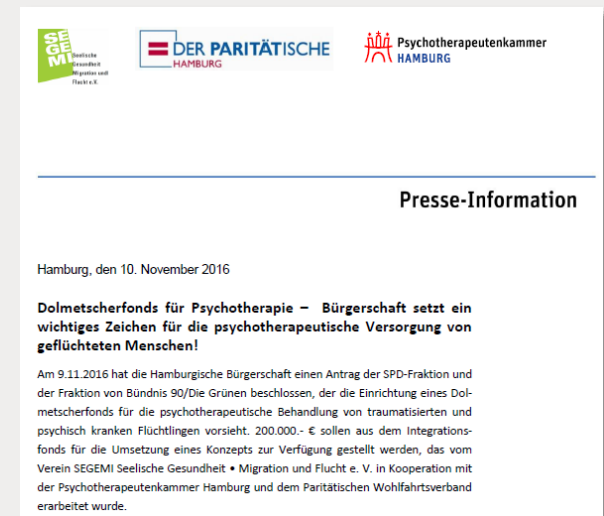 SE
GE
MI
Seelische
Gesundheit
Migration und
Flucht e.V.
DER PARITÄTISCHE
HAMBURG
Psychotherapeutenkammer
HAMBURG
Presse-Information
Hamburg, den 10. November 2016
Dolmetscherfonds für Psychotherapie – Bürgerschaft setzt ein
wichtiges Zeichen für die psychotherapeutische Versorgung von
geflüchteten Menschen!
Am 9.11.2016 hat die Hamburgische Bürgerschaft einen Antrag der SPD-Fraktion und
der Fraktion von Bündnis 90/Die Grünen beschlossen, der die Einrichtung eines Dol-
metscherfonds für die psychotherapeutische Behandlung von traumatisierten und
psychisch kranken Flüchtlingen vorsieht. 200.000.- € sollen aus dem Integrations-
fonds für die Umsetzung eines Konzepts zur Verfügung gestellt werden, das vom
Verein SEGEMI Seelische Gesundheit • Migration und Flucht e. V. in Kooperation mit
der Psychotherapeutenkammer Hamburg und dem Paritätischen Wohlfahrtsverband
erarbeitet wurde.